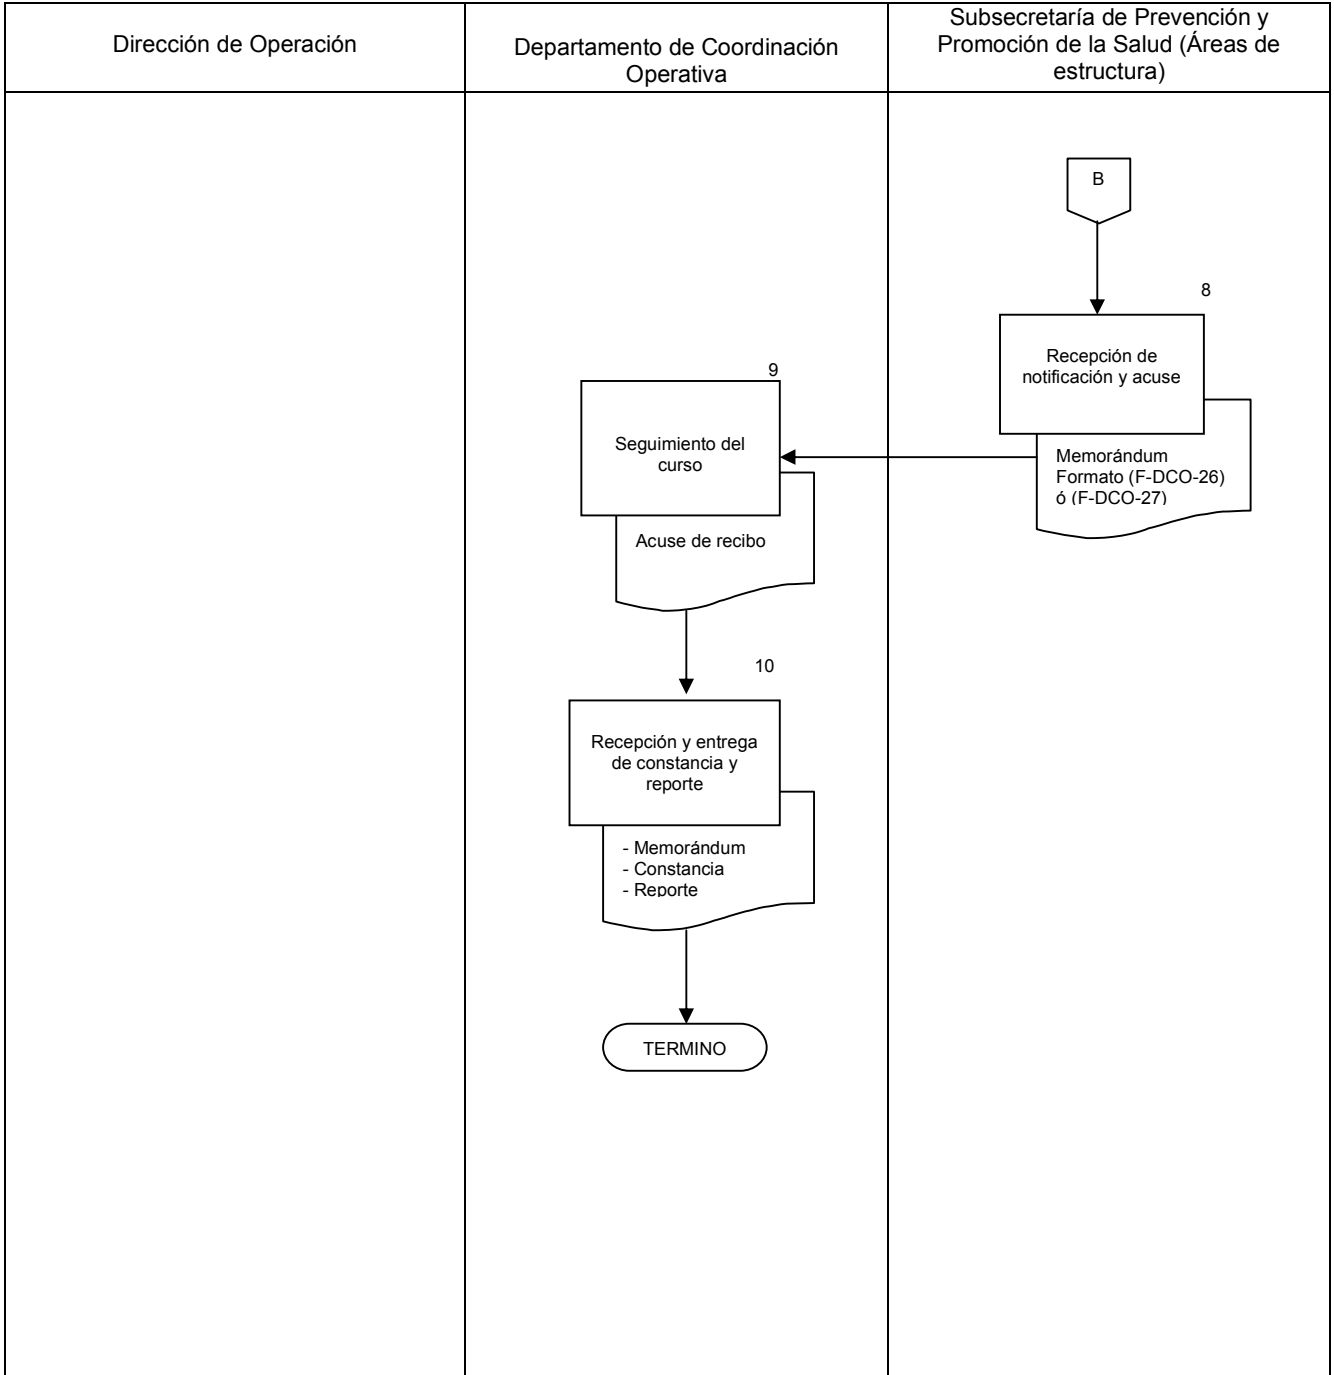 Dirección de Operación
Departamento de Coordinación
Operativa
Subsecretaría de Prevención y
Promoción de la Salud (Áreas de
estructura)
B
8
Recepción de
notificación y acuse
Memorándum
Formato (F-DCO-26)
ó (F-DCO-27)
9
Seguimiento del
curso
Acuse de recibo
10
Recepción y entrega
de constancia y
reporte
- Memorándum
- Constancia
- Reporte
TERMINO